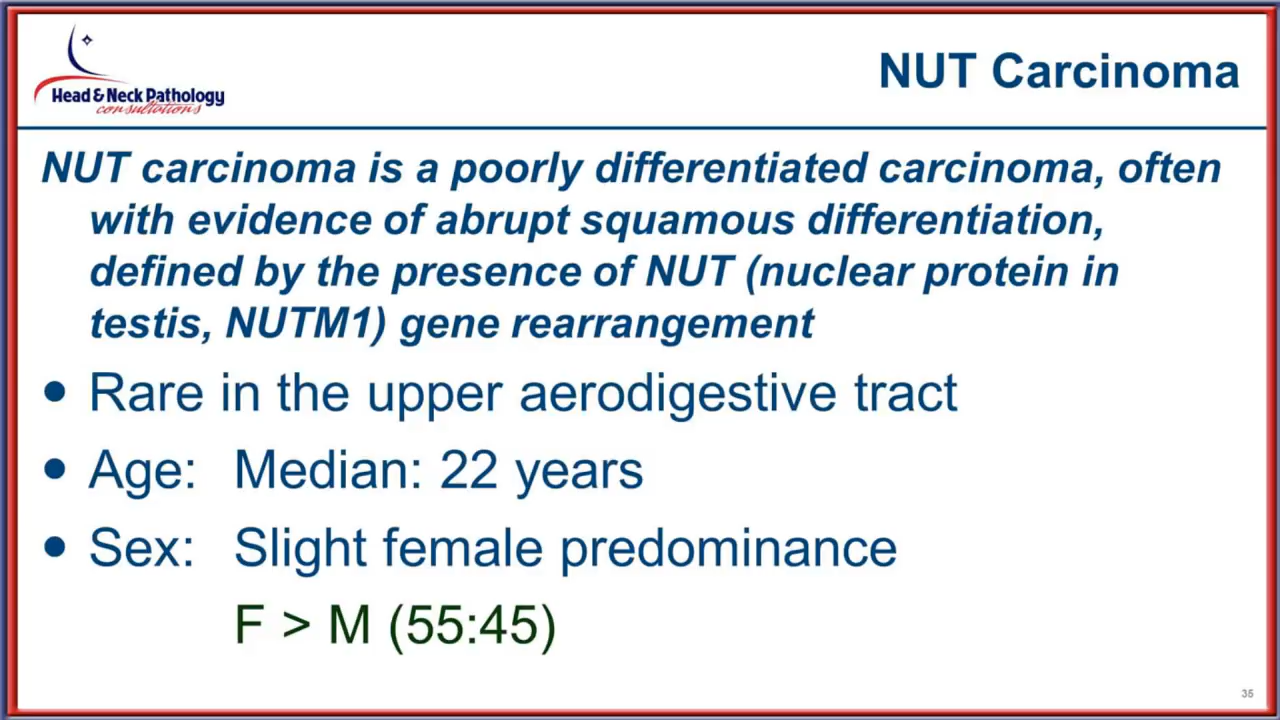 Head & Neck Pathology
consultations
NUT Carcinoma
NUT carcinoma is a poorly differentiated carcinoma, often
with evidence of abrupt squamous differentiation,
defined by the presence of NUT (nuclear protein in
testis, NUTM1) gene rearrangement
• Rare in the upper aerodigestive tract
• Age: Median: 22 years
• Sex: Slight female predominance
F > M (55:45)
35